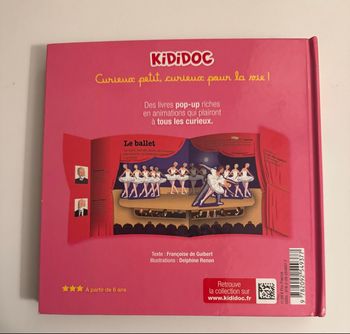 KiDiDOC
Curieux petit, curieux pour la vie !
Des livres pop-up riches
en animations qui plairont
à tous les curieux.
Le ballet
Texte : Françoise de Guibert
Illustrations : Delphine Renon
À partir de 6 ans
Retrouve
la collection sur
www.kididoc.fr